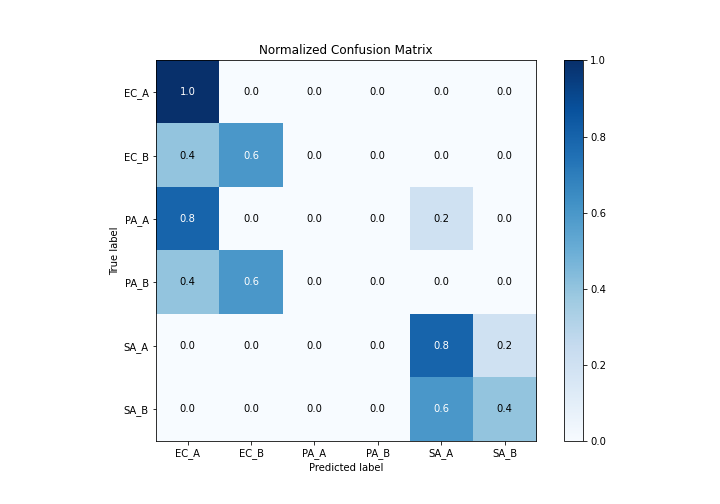 Normalized Confusion Matrix
True label
EC_A 1.0 0.0 0.0 0.0 0.0 0.0
EC_B 0.4 0.6 0.0 0.0 0.0 0.0
PA_A 0.8 0.0 0.0 0.0 0.2 0.0
PA_B 0.4 0.6 0.0 0.0 0.0 0.0
SA_A 0.0 0.0 0.0 0.0 0.8 0.2
SA_B 0.0 0.0 0.0 0.0 0.6 0.4
EC_A EC_B PA_A PA_B SA_A SA_B
Predicted label
1.0
0.8
0.6
0.4
0.2
0.0